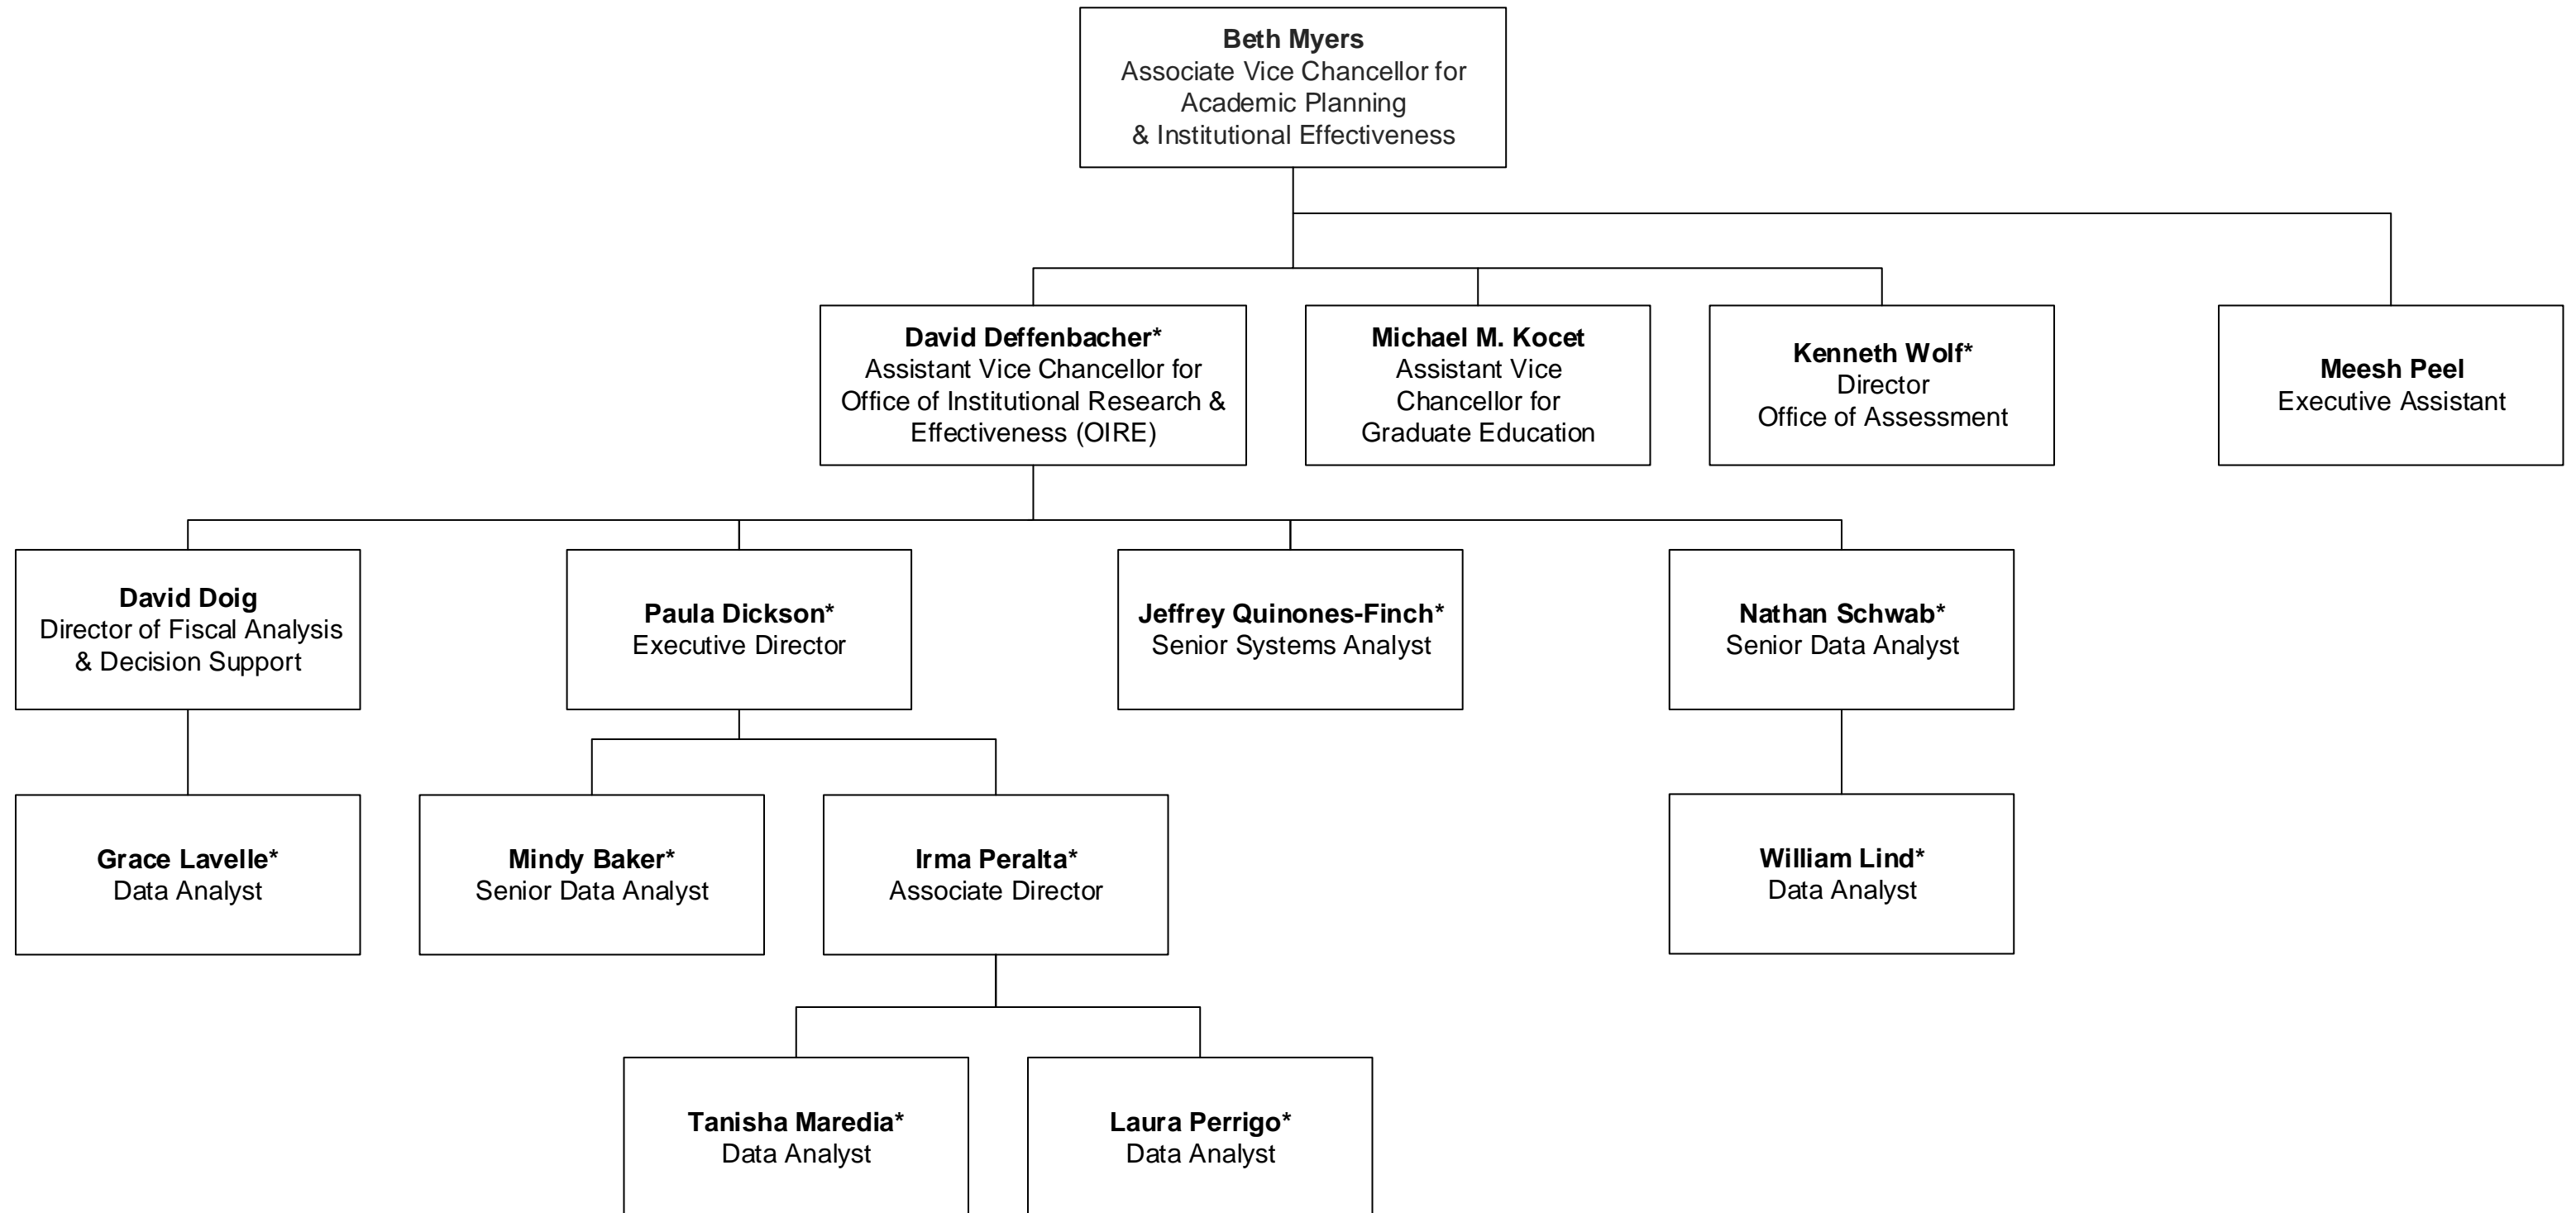 Beth Myers
Associate Vice Chancellor for
Academic Planning
& Institutional Effectiveness
David Deffenbacher*
Assistant Vice Chancellor for
Office of Institutional Research &
Effectiveness (OIRE)
Michael M. Kocet
Assistant Vice
Chancellor for
Graduate Education
Kenneth Wolf*
Director
Office of Assessment
Meesh Peel
Executive Assistant
David Doig
Director of Fiscal Analysis
& Decision Support
Paula Dickson*
Executive Director
Jeffrey Quinones-Finch*
Senior Systems Analyst
Nathan Schwab*
Senior Data Analyst
Grace Lavelle*
Data Analyst
Mindy Baker*
Senior Data Analyst
Irma Peralta*
Associate Director
William Lind*
Data Analyst
Tanisha Maredia*
Data Analyst
Laura Perrigo*
Data Analyst